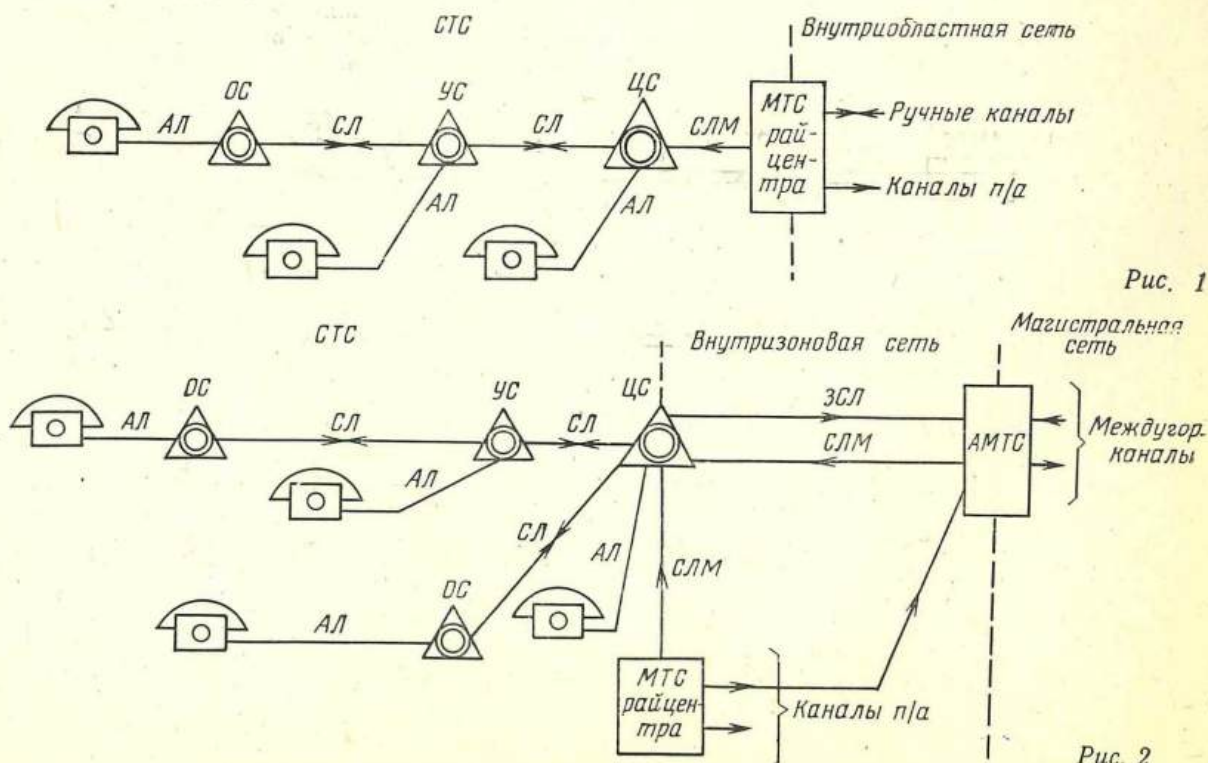 СТС
Внутриобластная сеть
ОС
УС
ЦС
АЛ
СЛ
СЛ
СЛМ
МТС
рай-
цен-
тра
Ручные каналы
Каналы п/а
АЛ
АЛ
Рис. 1
СТС
Внутризоновая сеть
Магистральная
сеть
ОС
УС
ЦС
АЛ
СЛ
СЛ
ЗСЛ
СЛМ
АМТС
Междугор.
каналы
АЛ
СЛ
АЛ
СЛМ
ОС
АЛ
МТС
райцен-
тра
Каналы п/а
Рис. 2